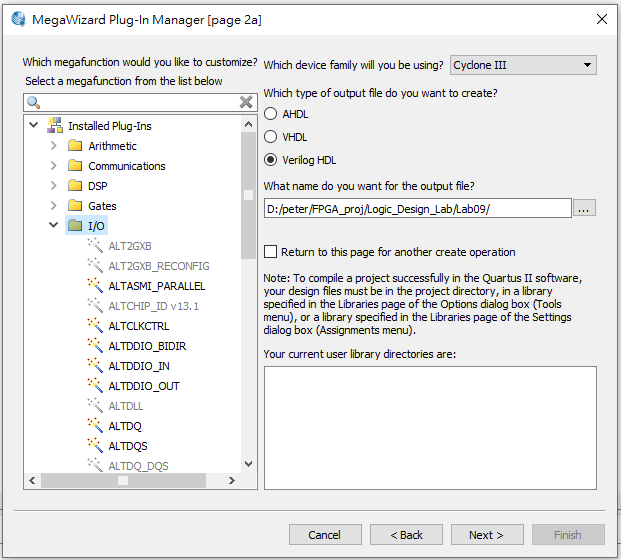 MegaWizard Plug-In Manager [page 2a]
Which megafunction would you like to customize?
Select a megafunction from the list below
Installed Plug-Ins
Arithmetic
Communications
DSP
Gates
I/O
ALT2GXB
ALT2GXB_RECONFIG
ALTASMI_PARALLEL
ALTCHIP_ID v13.1
ALTCLKCTRL
ALTDDIO_BIDIR
ALTDDIO_IN
ALTDDIO_OUT
ALTDLL
ALTDQ
ALTDQS
ALTDQ_DQS
Which device family will you be using?
Cyclone III
Which type of output file do you want to create?
AHDL
VHDL
Verilog HDL
What name do you want for the output file?
D:/peter/FPGA_proj/Logic_Design_Lab/Lab09/
...
Return to this page for another create operation
Note: To compile a project successfully in the Quartus II software,
your design files must be in the project directory, in a library
specified in the Libraries page of the Options dialog box (Tools
menu), or a library specified in the Libraries page of the Settings
dialog box (Assignments menu).
Your current user library directories are:
Cancel
< Back
Next >
Finish